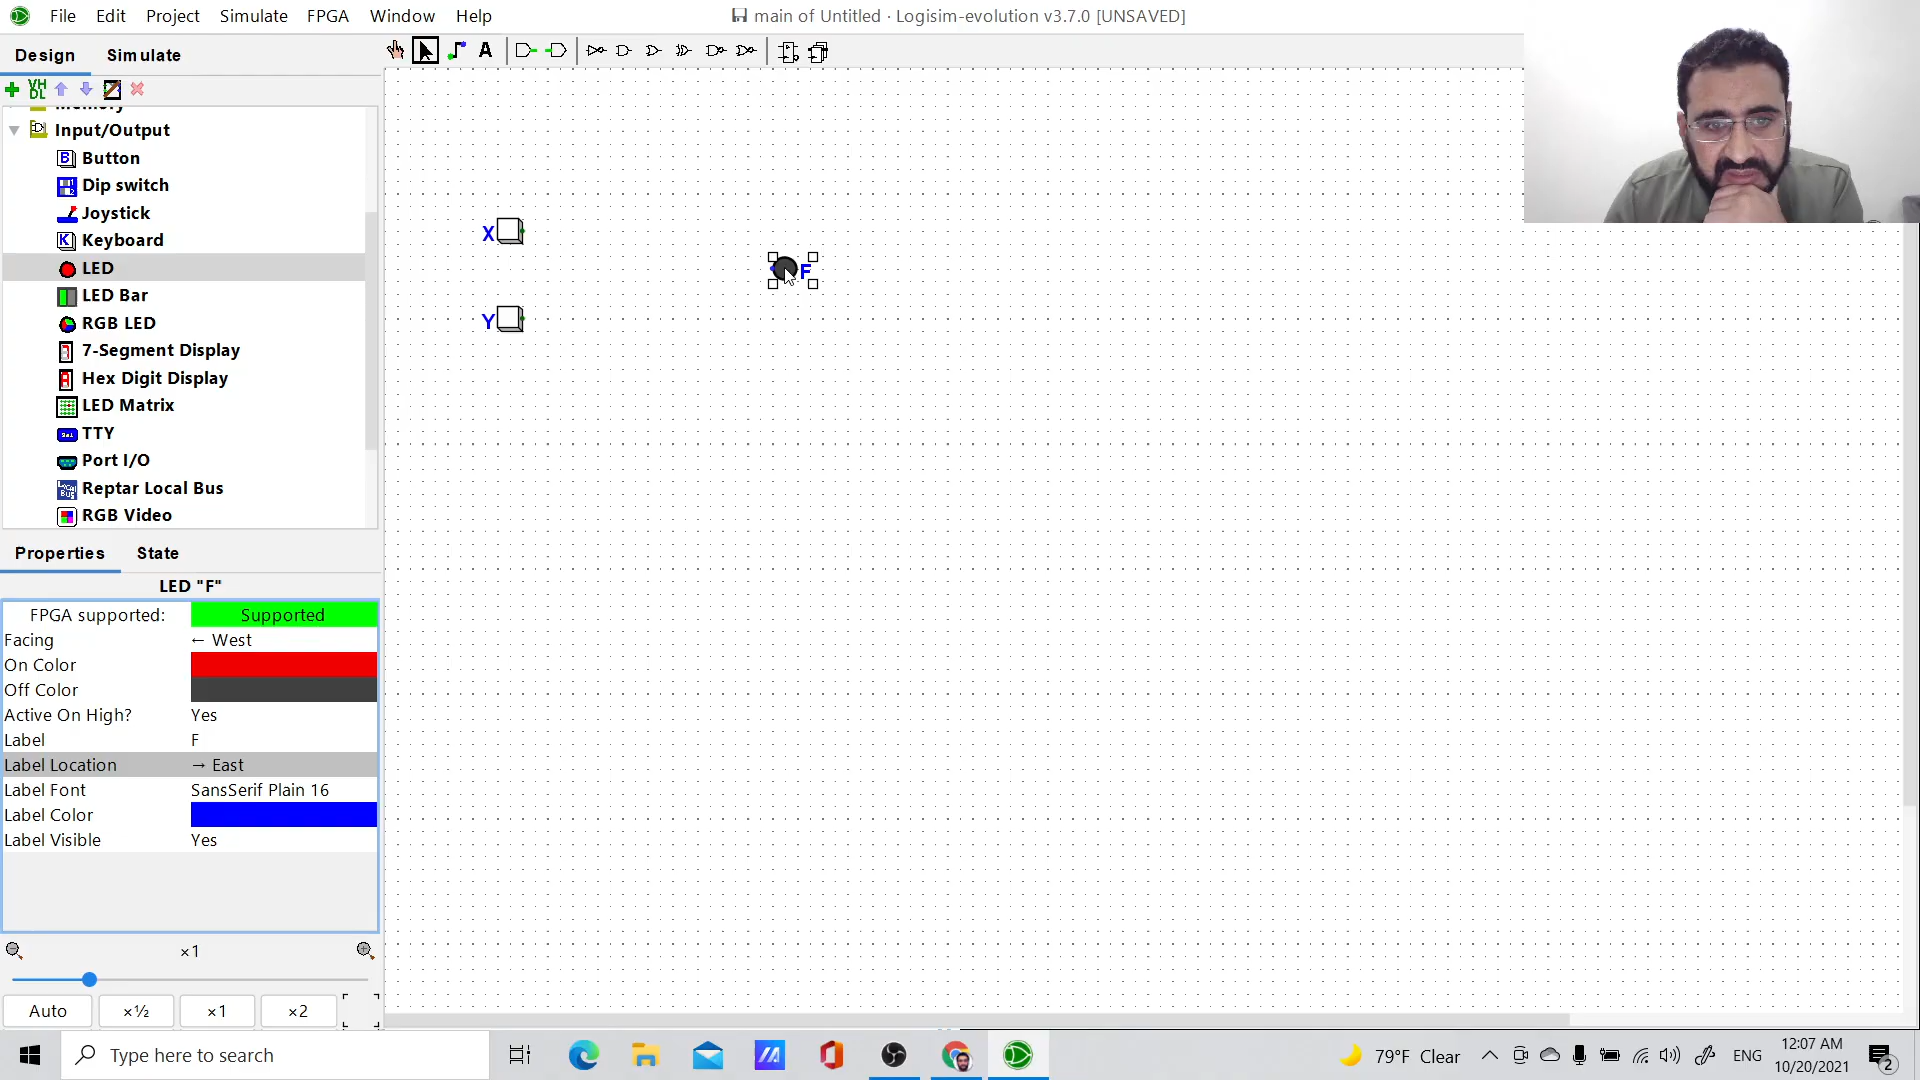 File Edit Project Simulate FPGA Window Help
main of Untitled · Logisim-evolution v3.7.0 [UNSAVED]
Design Simulate
A
VH
DL
Memory
Input/Output
Button
Dip switch
Joystick
Keyboard
LED
LED Bar
RGB LED
7-Segment Display
Hex Digit Display
LED Matrix
TTY
Port I/O
Reptar Local Bus
RGB Video
X
F
Y
Properties State
LED "F"
FPGA supported: Supported
Facing ← West
On Color
Off Color
Active On High? Yes
Label F
Label Location → East
Label Font SansSerif Plain 16
Label Color
Label Visible Yes
×1
Auto ×½ ×1 ×2
Type here to search
79°F Clear
ENG
12:07 AM
10/20/2021
2